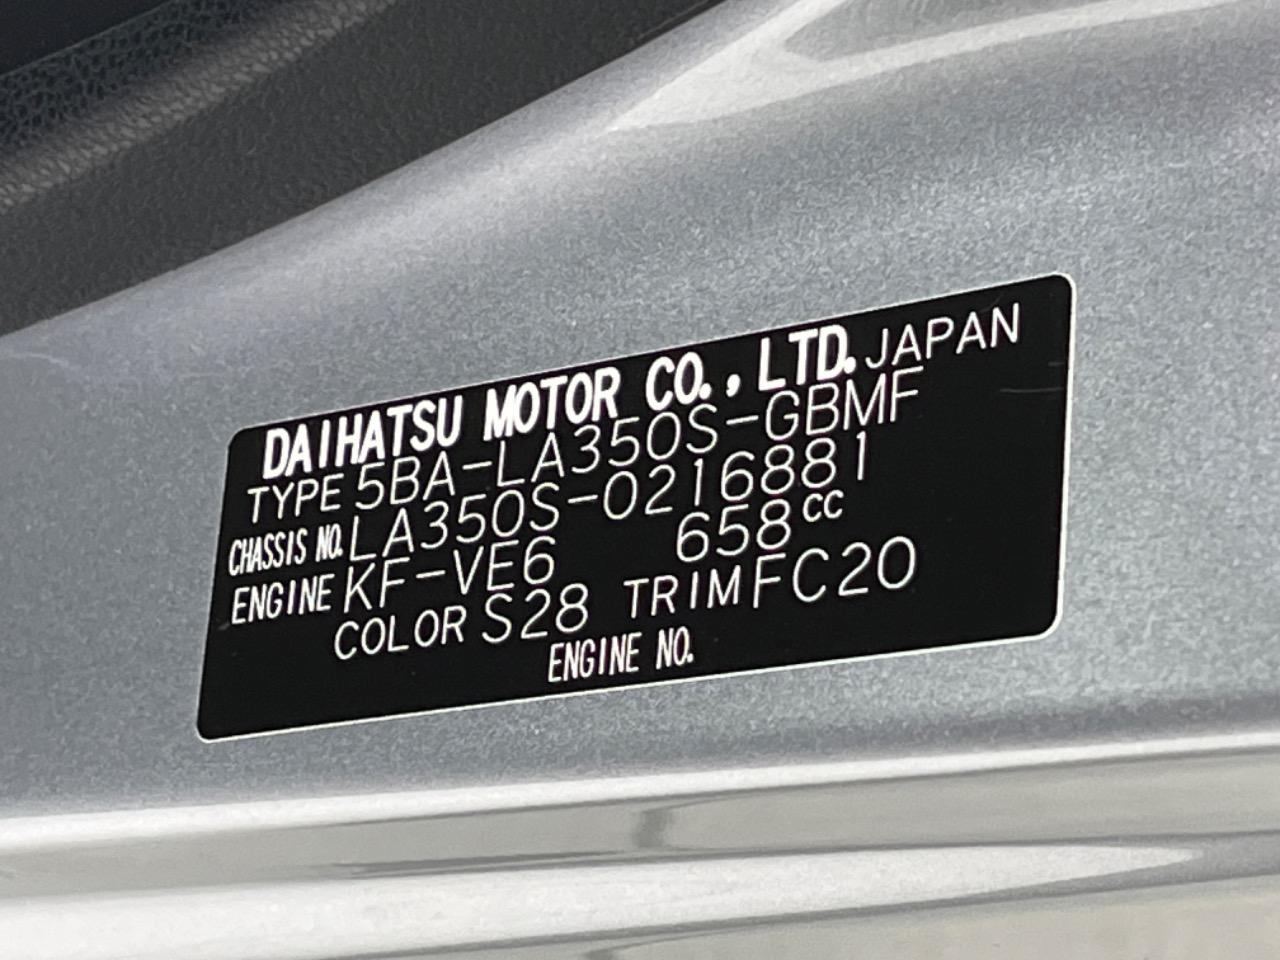 DAIHATSU MOTOR CO., LTD. JAPAN
TYPE 5BA-LA350S-GBMF
CHASSIS NO. LA350S-0216881
ENGINE KF-VE6 658cc
COLOR S28 TRIM FC20
ENGINE NO.